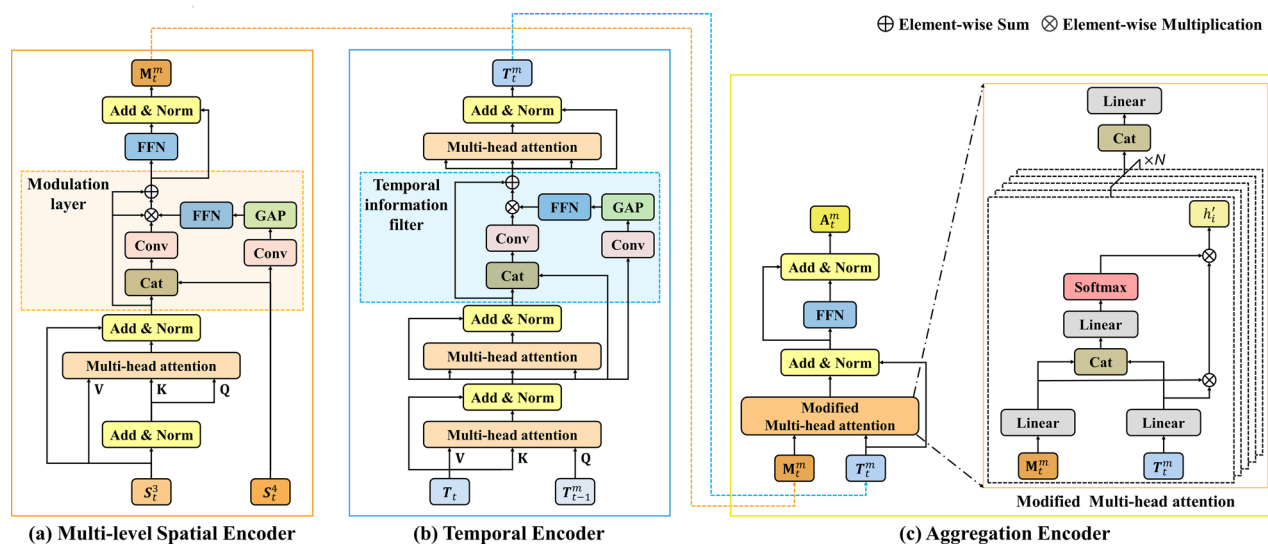 ⊕ Element-wise Sum ⊗ Element-wise Multiplication
M_t^m
Add & Norm
FFN
Modulation
layer
FFN
GAP
Conv
Conv
Cat
Add & Norm
Multi-head attention
V
K
Q
Add & Norm
S_t^3
S_t^4
(a) Multi-level Spatial Encoder
T_t^m
Add & Norm
Multi-head attention
Temporal
information
filter
FFN
GAP
Conv
Conv
Cat
Add & Norm
Multi-head attention
Add & Norm
Multi-head attention
V
K
Q
T_t
T_{t-1}^m
(b) Temporal Encoder
A_t^m
Add & Norm
FFN
Add & Norm
Modified
Multi-head attention
M_t^m
T_t^m
Linear
Cat
×N
h_i'
Softmax
Linear
Cat
Linear
Linear
M_t^m
T_t^m
Modified Multi-head attention
(c) Aggregation Encoder